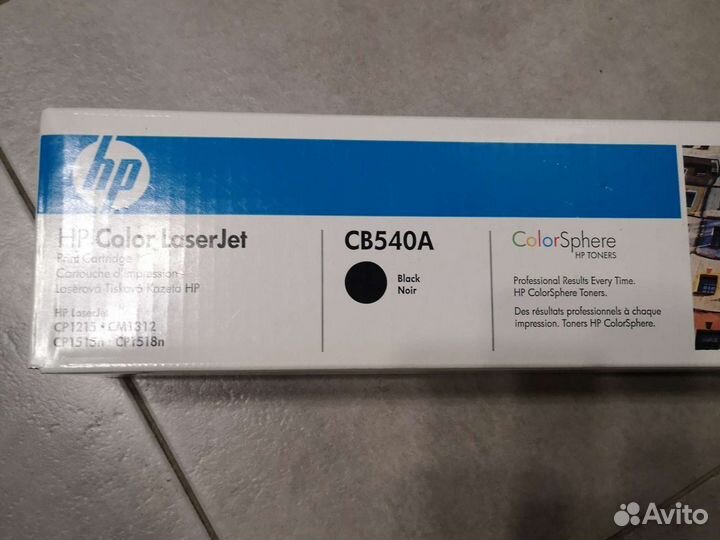 hp
HP Color LaserJet
Print Cartridge
Cartouche d'impression
Laserová Tisková Kazeta HP
HP LaserJet
CP1215 • CM1312
CP1515n • CP1518n
CB540A
Black
Noir
ColorSphere
HP TONERS
Professional Results Every Time.
HP ColorSphere Toners.
Des résultats professionnels à chaque
impression. Toners HP ColorSphere.
Avito